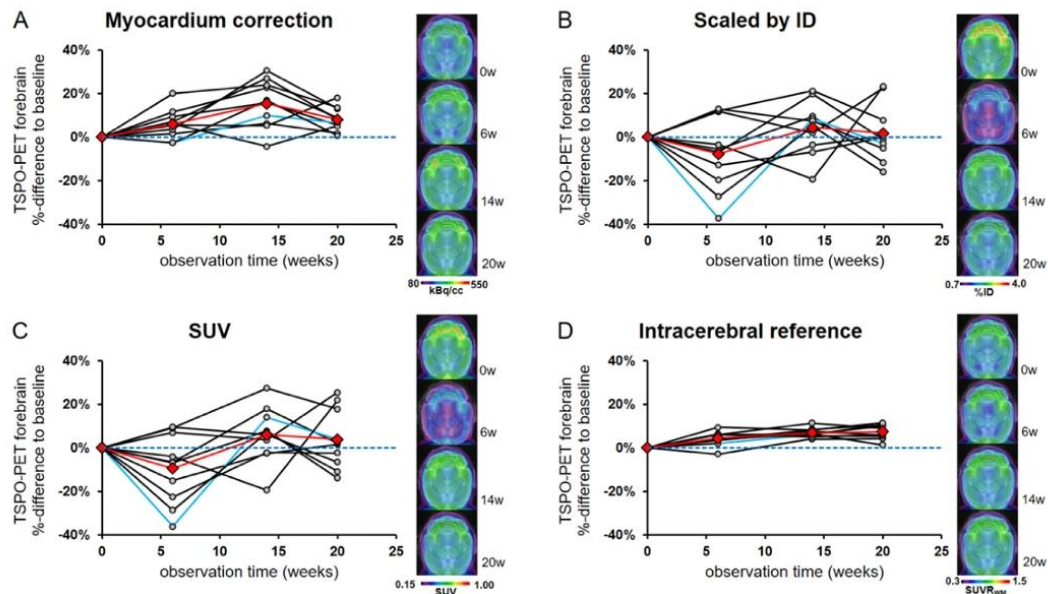 A Myocardium correction
TSPO-PET forebrain
%-difference to baseline
40%
20%
0%
-20%
-40%
0 5 10 15 20 25
observation time (weeks)
0w
6w
14w
20w
80 kBq/cc 550
B Scaled by ID
TSPO-PET forebrain
%-difference to baseline
40%
20%
0%
-20%
-40%
0 5 10 15 20 25
observation time (weeks)
0w
6w
14w
20w
0.7 %ID 4.0
C SUV
TSPO-PET forebrain
%-difference to baseline
40%
20%
0%
-20%
-40%
0 5 10 15 20 25
observation time (weeks)
0w
6w
14w
20w
0.15 SUV 1.00
D Intracerebral reference
TSPO-PET forebrain
%-difference to baseline
40%
20%
0%
-20%
-40%
0 5 10 15 20 25
observation time (weeks)
0w
6w
14w
20w
0.3 SUVRWM 1.5